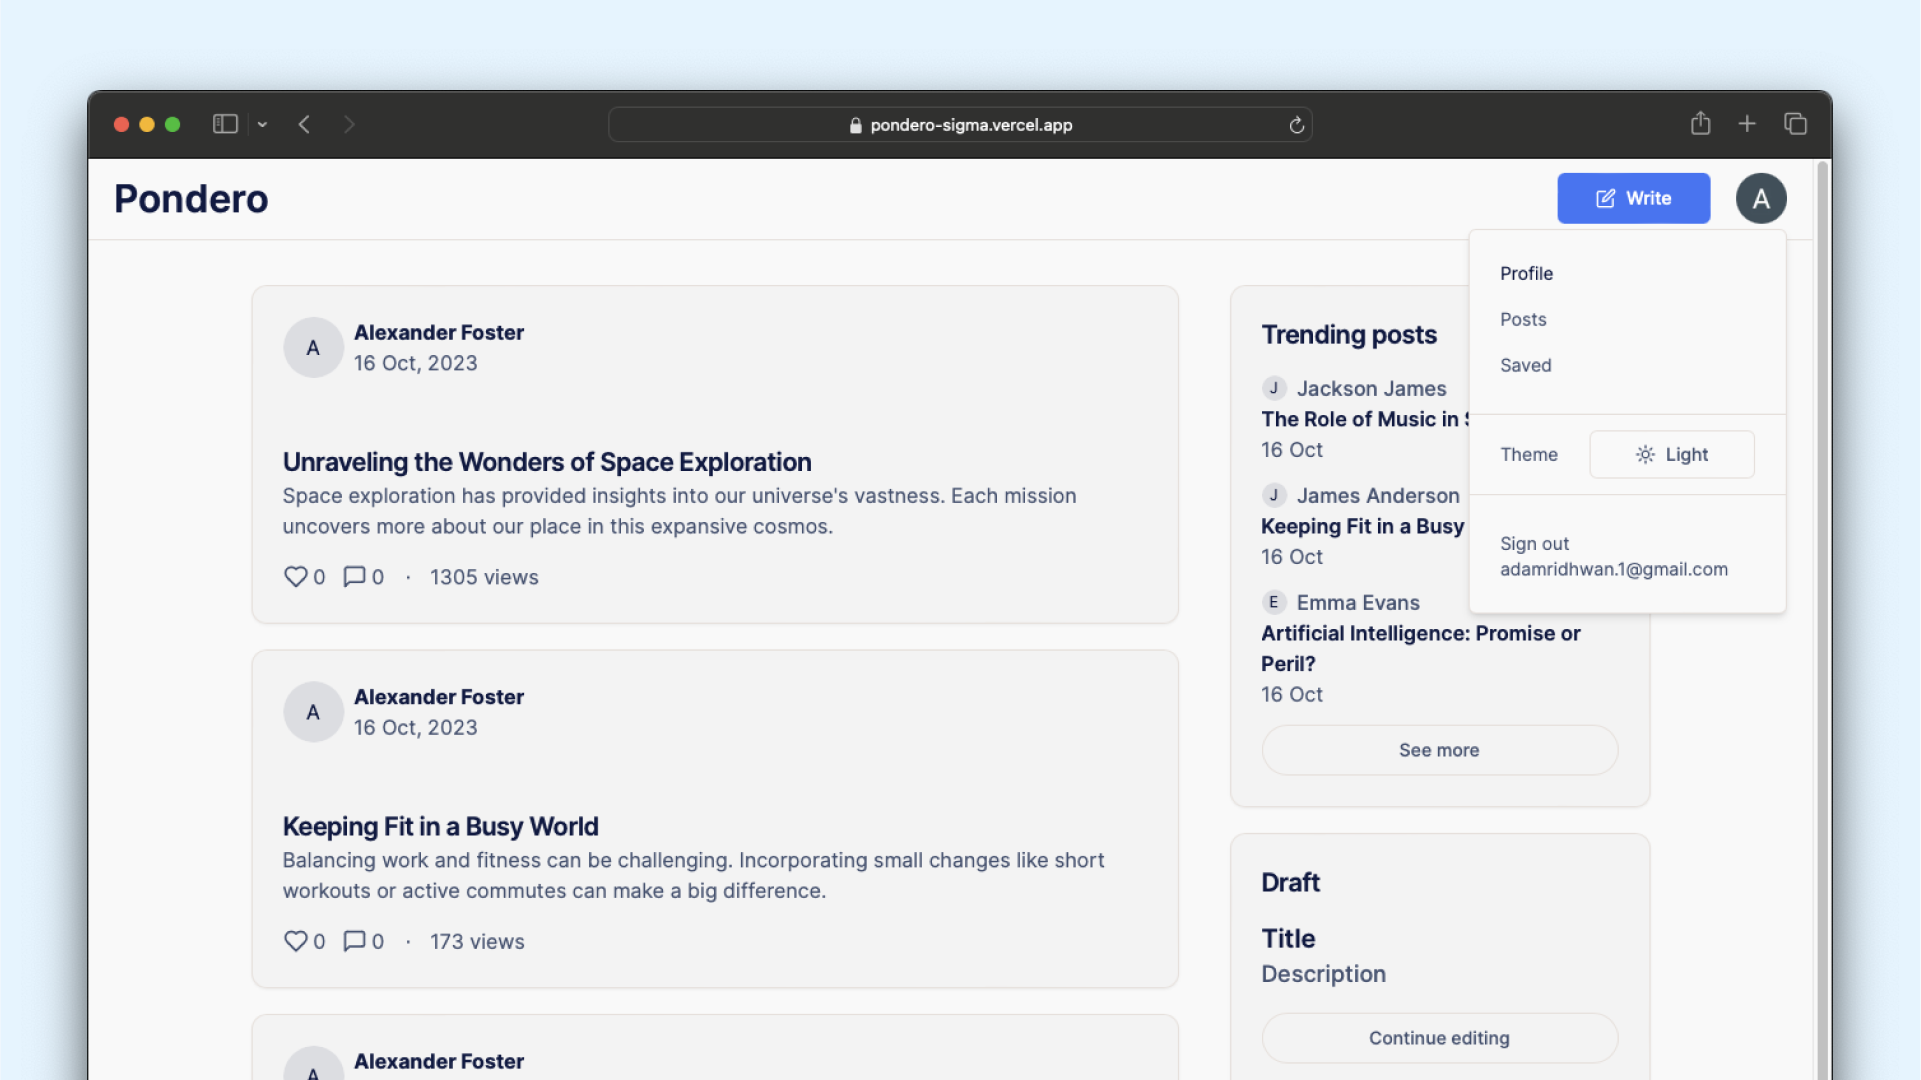 pondero-sigma.vercel.app
Pondero
Write
A
A
Alexander Foster
16 Oct, 2023
Unraveling the Wonders of Space Exploration
Space exploration has provided insights into our universe's vastness. Each mission
uncovers more about our place in this expansive cosmos.
0
0
· 1305 views
A
Alexander Foster
16 Oct, 2023
Keeping Fit in a Busy World
Balancing work and fitness can be challenging. Incorporating small changes like short
workouts or active commutes can make a big difference.
0
0
· 173 views
A
Alexander Foster
Trending posts
J Jackson James
The Role of Music in
16 Oct
J James Anderson
Keeping Fit in a Busy
16 Oct
E Emma Evans
Artificial Intelligence: Promise or
Peril?
16 Oct
See more
Draft
Title
Description
Continue editing
Profile
Posts
Saved
Theme
Light
Sign out
adamridhwan.1@gmail.com